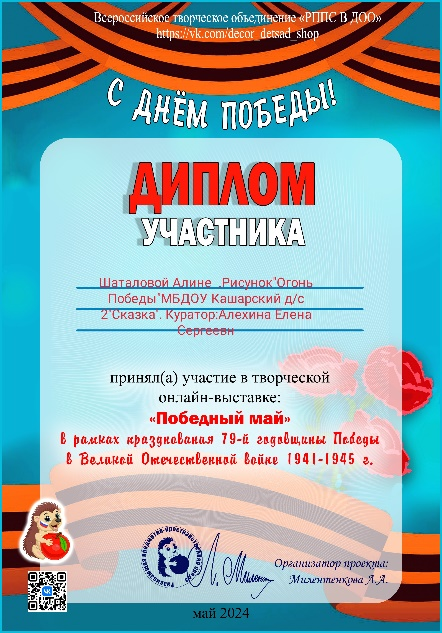 Всероссийское творческое объединение «РППС В ДОО»
https://vk.com/decor_detsad_shop
С ДНЁМ ПОБЕДЫ!
ДИПЛОМ
УЧАСТНИКА
Шаталовой Алине .,Рисунок"Огонь
Победы"МБДОУ Кашарский д/с
2"Сказка". Куратор:Алехина Елена
Сергеевн
принял(а) участие в творческой
онлайн-выставке:
«Победный май»
в рамках празднования 79-й годовщины Победы
в Великой Отечественной войне 1941-1945 г.
Организатор проекта:
Милентенкова А.А.
май 2024